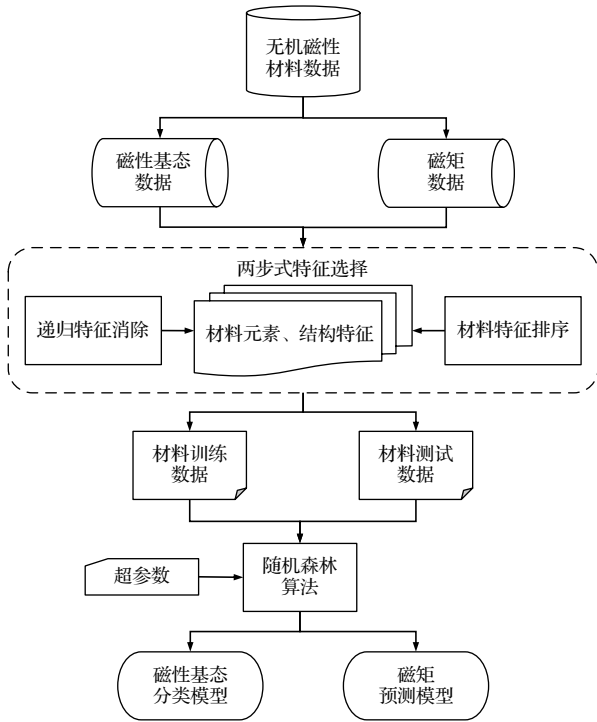 无机磁性
材料数据
磁性基态
数据
磁矩
数据
两步式特征选择
递归特征消除
材料元素、结构特征
材料特征排序
材料训练
数据
材料测试
数据
超参数
随机森林
算法
磁性基态
分类模型
磁矩
预测模型